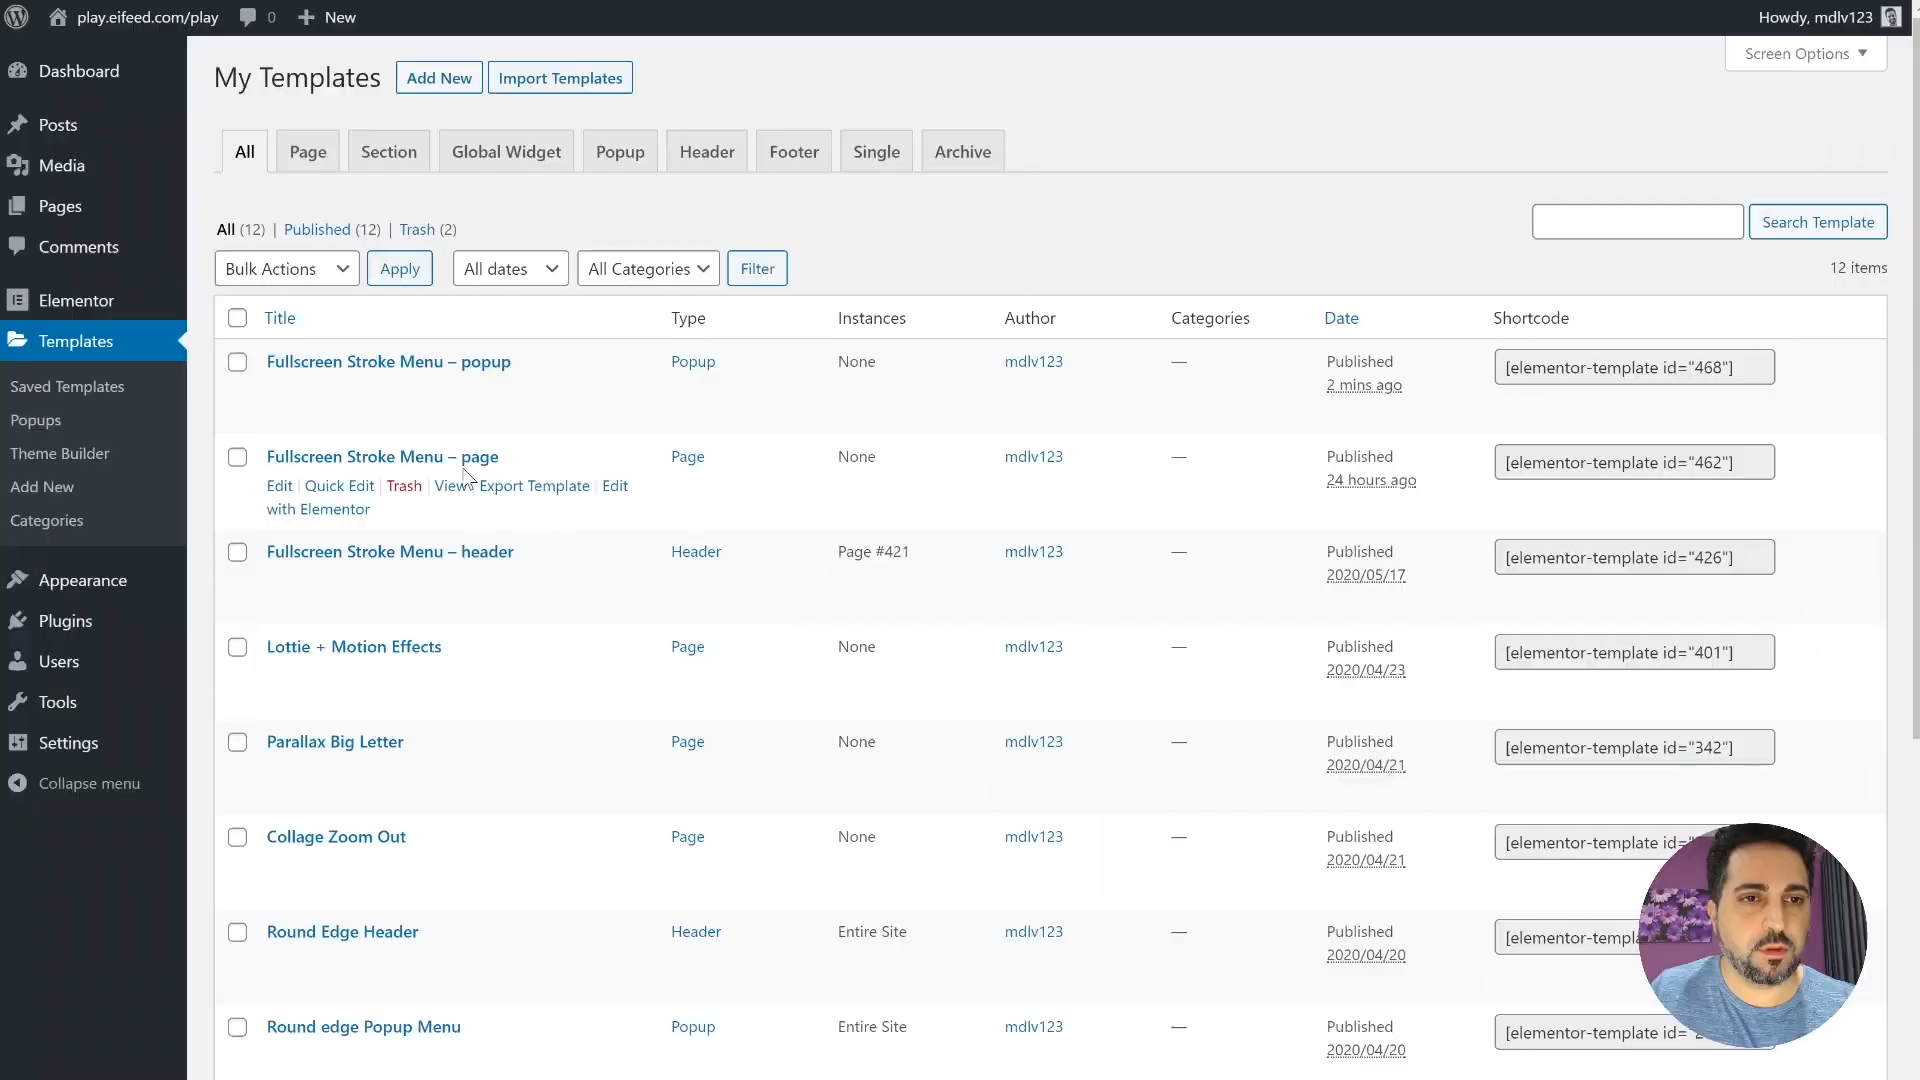 play.eifeed.com/play 0 New Howdy, mdlv123
Screen Options
Dashboard
Posts
Media
Pages
Comments
Elementor
Templates
Saved Templates
Popups
Theme Builder
Add New
Categories
Appearance
Plugins
Users
Tools
Settings
Collapse menu
My Templates Add New Import Templates
All Page Section Global Widget Popup Header Footer Single Archive
All (12) | Published (12) | Trash (2)
Search Template
Bulk Actions Apply All dates All Categories Filter
12 items
Title Type Instances Author Categories Date Shortcode
Fullscreen Stroke Menu – popup Popup None mdlv123 — Published [elementor-template id="468"]
2 mins ago
Fullscreen Stroke Menu – page Page None mdlv123 — Published [elementor-template id="462"]
Edit | Quick Edit | Trash | View Export Template | Edit 24 hours ago
with Elementor
Fullscreen Stroke Menu – header Header Page #421 mdlv123 — Published [elementor-template id="426"]
2020/05/17
Lottie + Motion Effects Page None mdlv123 — Published [elementor-template id="401"]
2020/04/23
Parallax Big Letter Page None mdlv123 — Published [elementor-template id="342"]
2020/04/21
Collage Zoom Out Page None mdlv123 — Published [elementor-template id=
2020/04/21
Round Edge Header Header Entire Site mdlv123 — Published
2020/04/20
Round edge Popup Menu Popup Entire Site mdlv123 — Published [elementor-template id=
2020/04/20